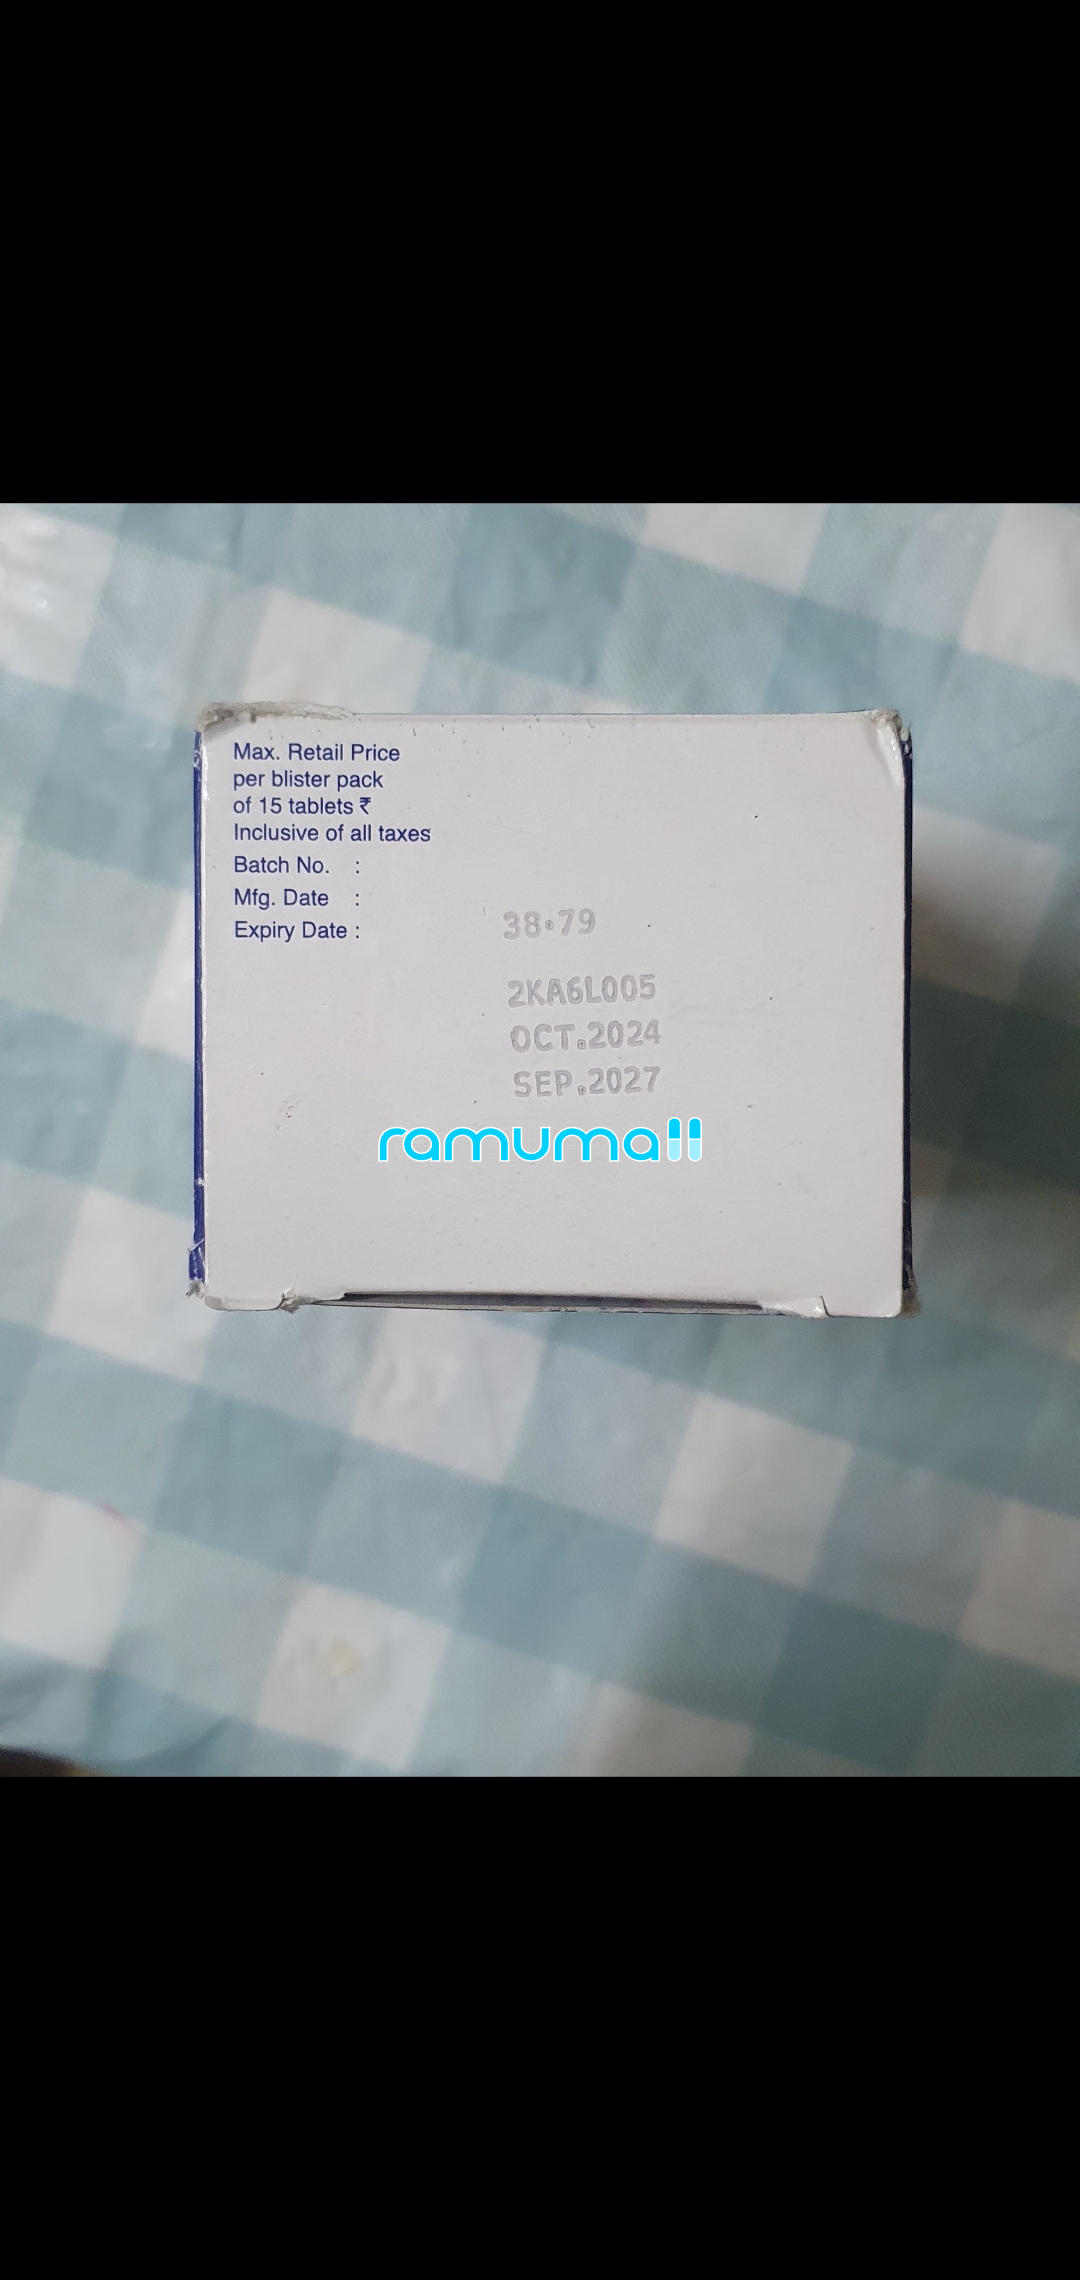 Max. Retail Price
per blister pack
of 15 tablets ₹
Inclusive of all taxes
Batch No. :
Mfg. Date :
Expiry Date :
38.79
2KA6L005
OCT.2024
SEP.2027
ramumall